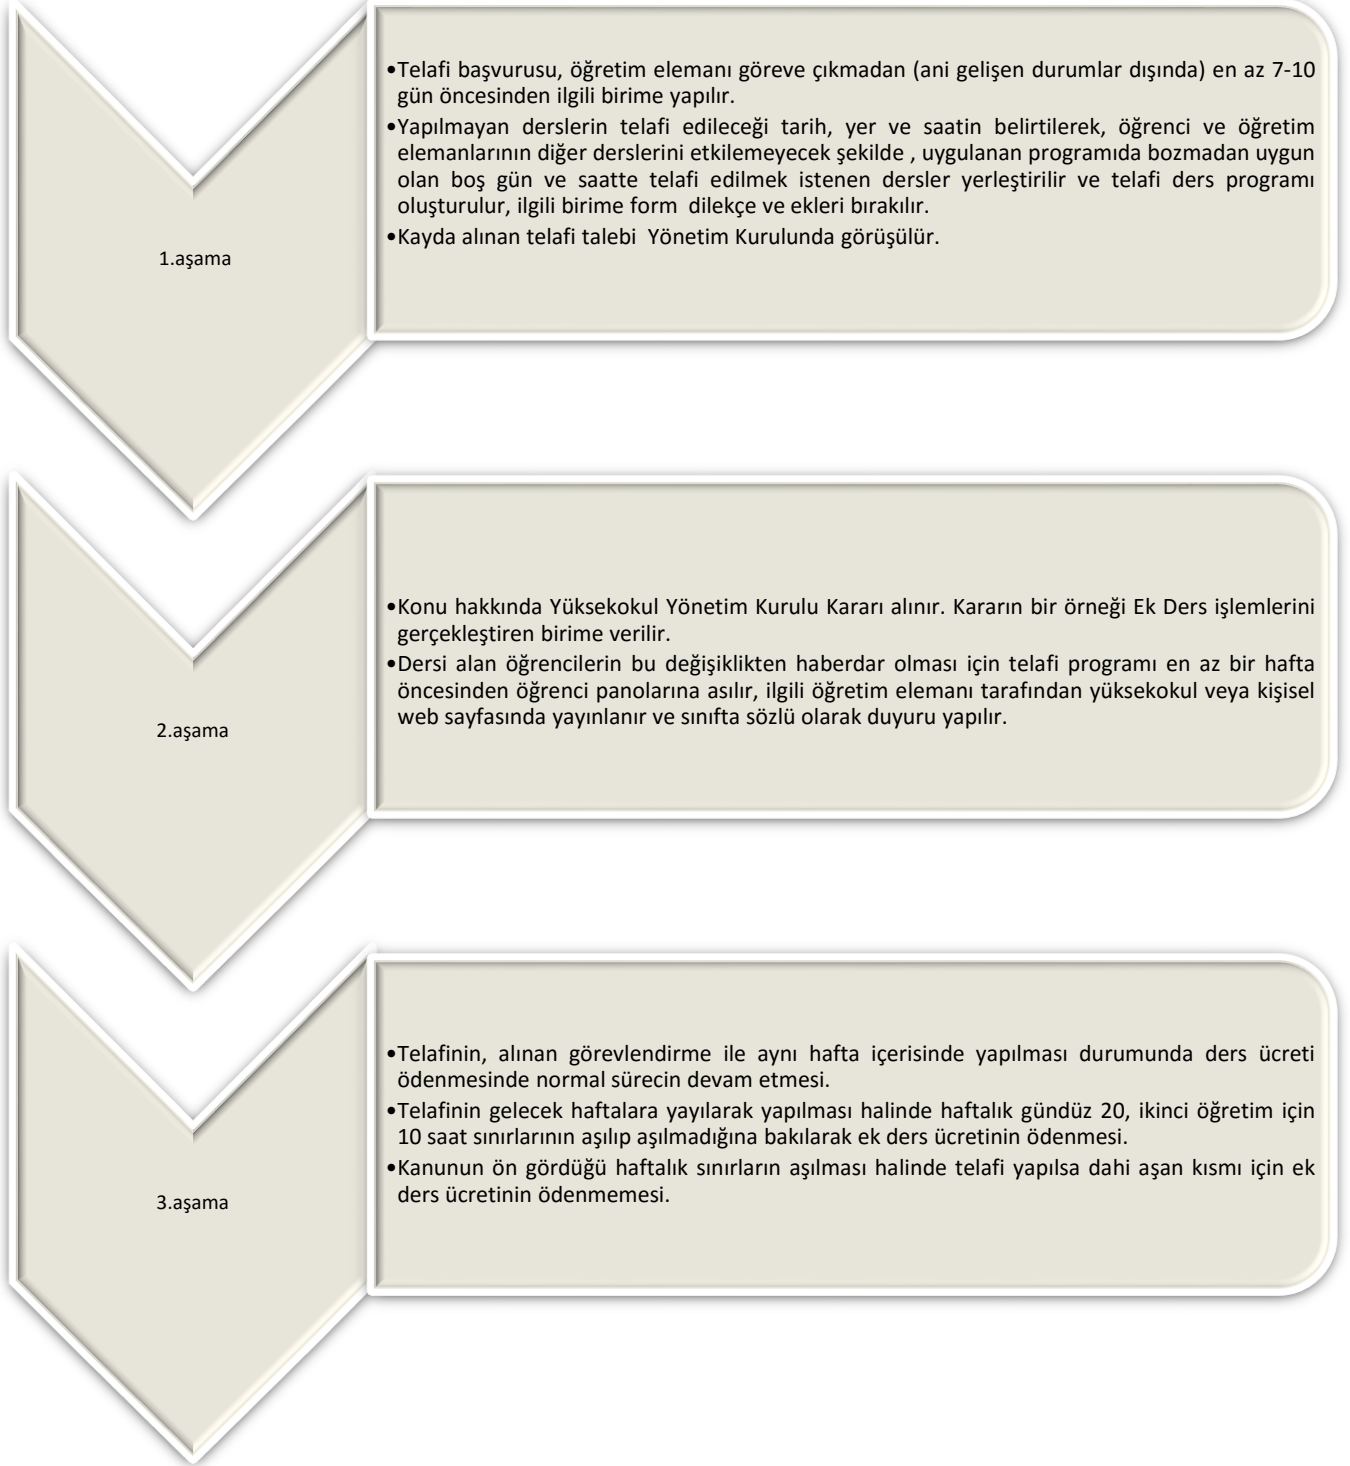 1.aşama
•Telafi başvurusu, öğretim elemanı göreve çıkmadan (ani gelişen durumlar dışında) en az 7-10
gün öncesinden ilgili birime yapılır.
•Yapılmayan derslerin telafi edileceği tarih, yer ve saatin belirtilerek, öğrenci ve öğretim
elemanlarının diğer derslerini etkilemeyecek şekilde , uygulanan programıda bozmadan uygun
olan boş gün ve saatte telafi edilmek istenen dersler yerleştirilir ve telafi ders programı
oluşturulur, ilgili birime form  dilekçe ve ekleri bırakılır.
•Kayda alınan telafi talebi  Yönetim Kurulunda görüşülür.
2.aşama
•Konu hakkında Yüksekokul Yönetim Kurulu Kararı alınır. Kararın bir örneği Ek Ders işlemlerini
gerçekleştiren birime verilir.
•Dersi alan öğrencilerin bu değişiklikten haberdar olması için telafi programı en az bir hafta
öncesinden öğrenci panolarına asılır, ilgili öğretim elemanı tarafından yüksekokul veya kişisel
web sayfasında yayınlanır ve sınıfta sözlü olarak duyuru yapılır.
3.aşama
•Telafinin, alınan görevlendirme ile aynı hafta içerisinde yapılması durumunda ders ücreti
ödenmesinde normal sürecin devam etmesi.
•Telafinin gelecek haftalara yayılarak yapılması halinde haftalık gündüz 20, ikinci öğretim için
10 saat sınırlarının aşılıp aşılmadığına bakılarak ek ders ücretinin ödenmesi.
•Kanunun ön gördüğü haftalık sınırların aşılması halinde telafi yapılsa dahi aşan kısmı için ek
ders ücretinin ödenmemesi.